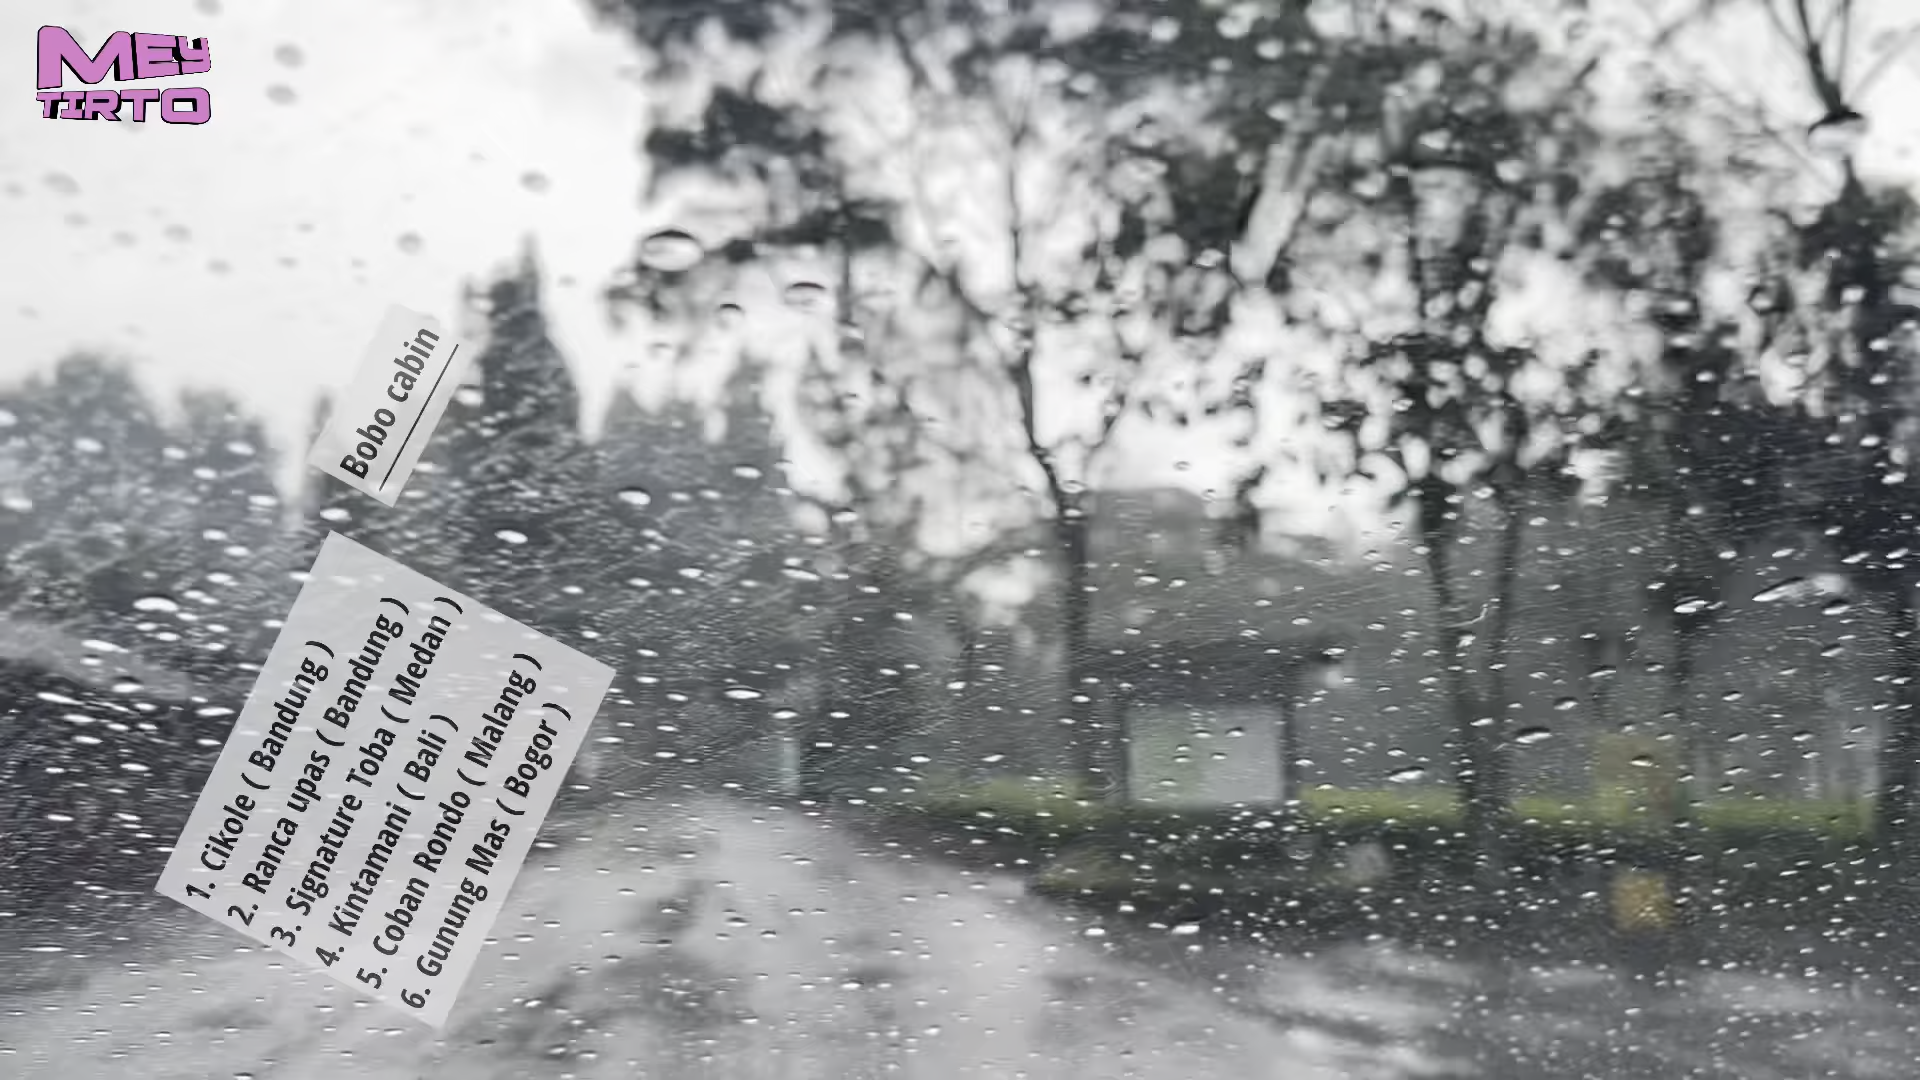 MEY
TIRTO
Bobo cabin
1. Cikole ( Bandung )
2. Ranca upas ( Bandung )
3. Signature Toba ( Medan )
4. Kintamani ( Bali )
5. Coban Rondo ( Malang )
6. Gunung Mas ( Bogor )